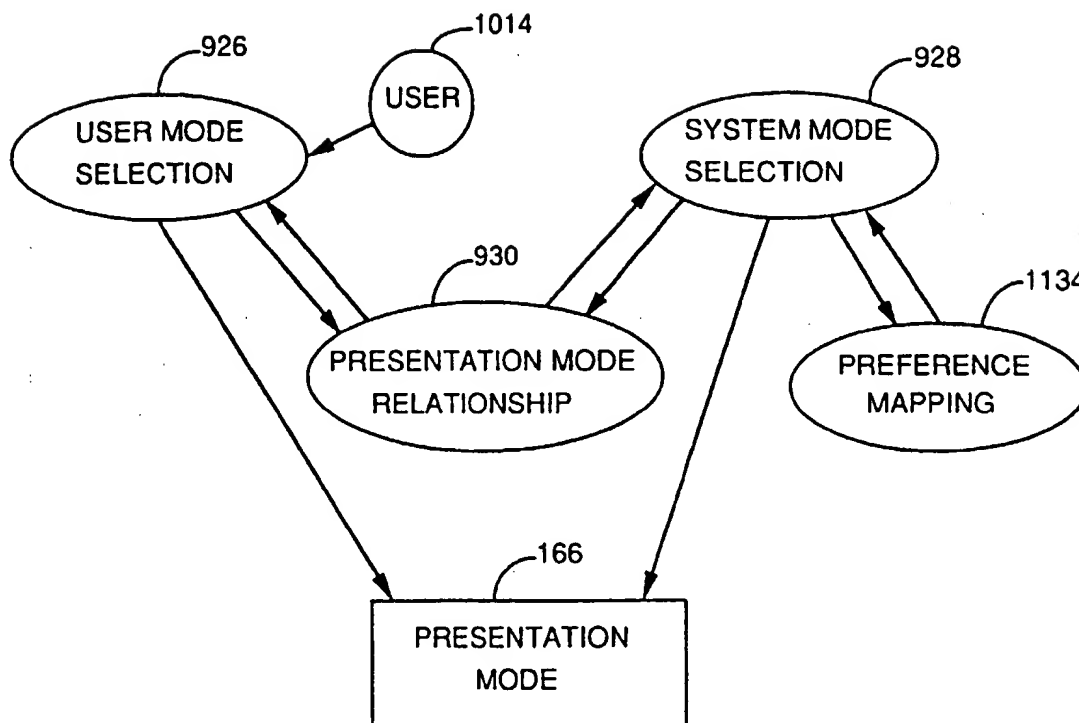 1014
926
USER
928
USER MODE
SELECTION
SYSTEM MODE
SELECTION
930
1134
PRESENTATION MODE
RELATIONSHIP
PREFERENCE
MAPPING
166
PRESENTATION
MODE